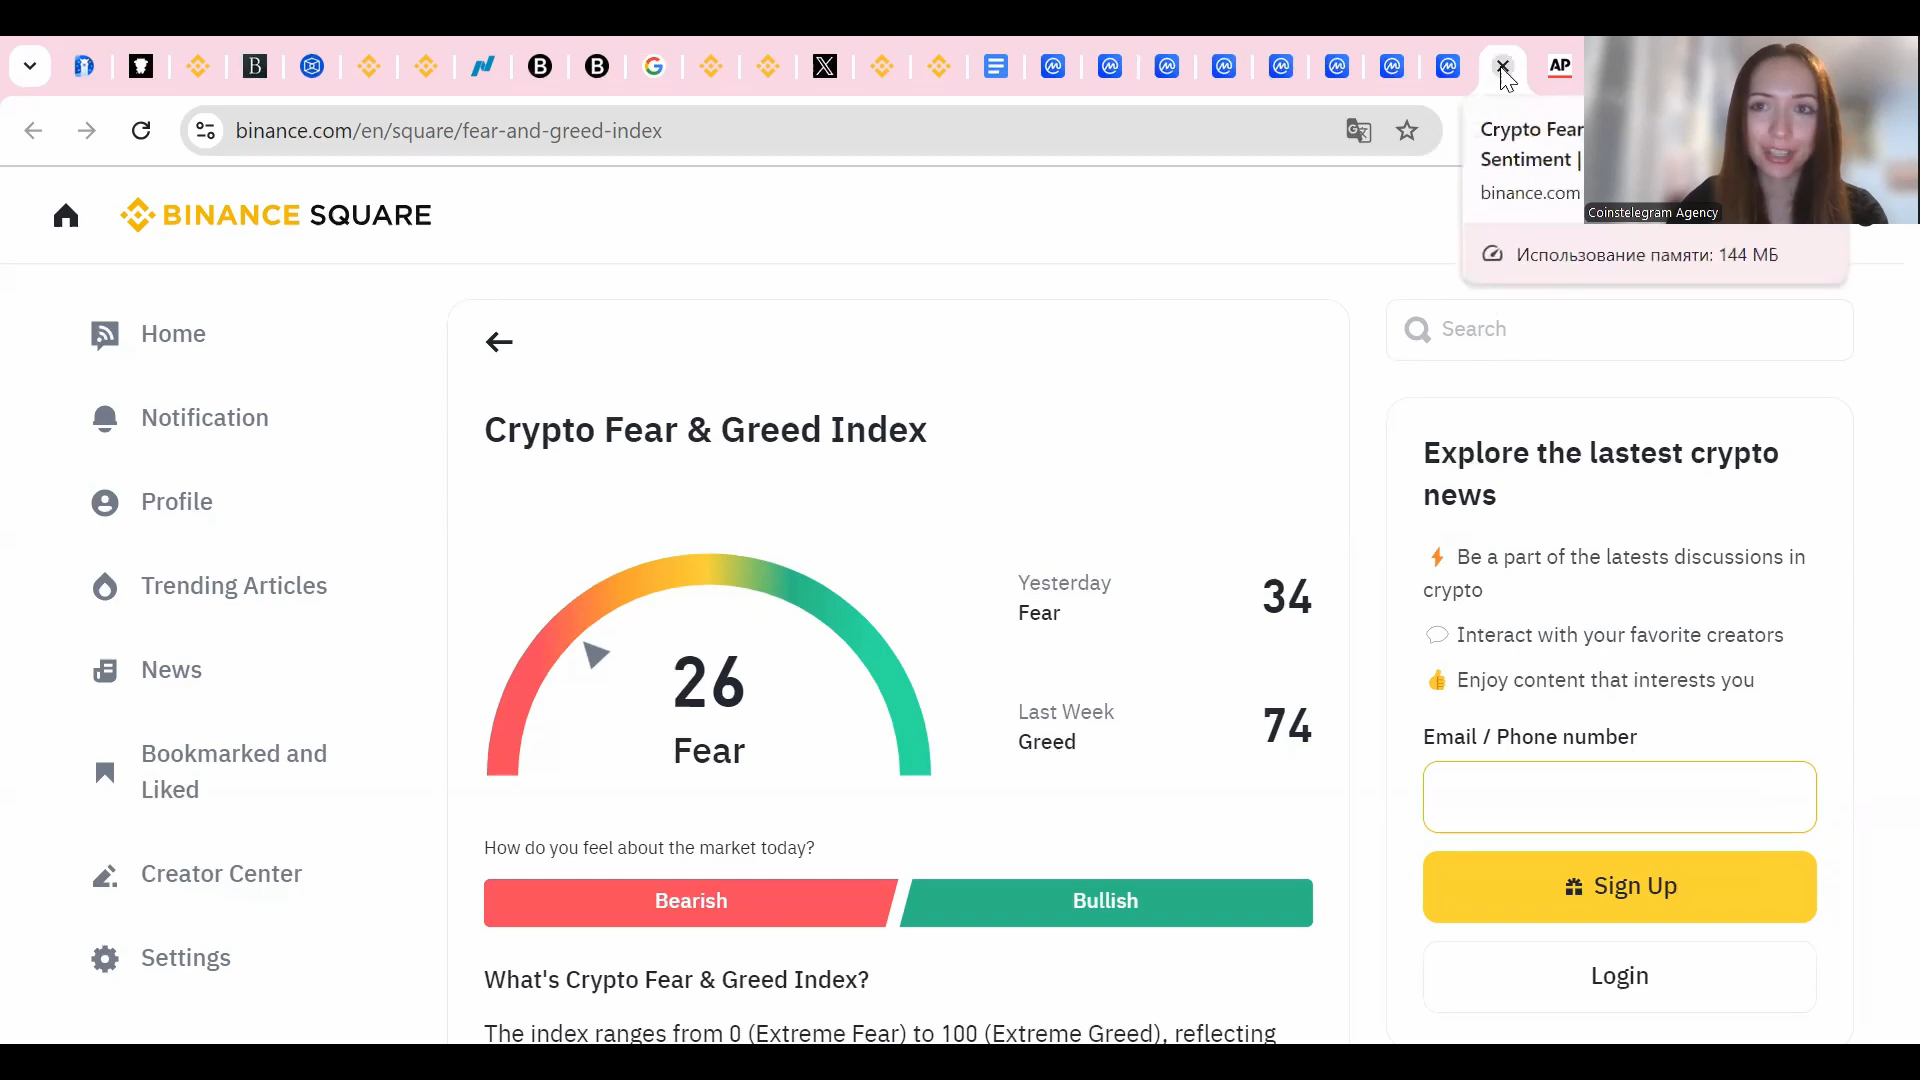 AP
binance.com/en/square/fear-and-greed-index
Crypto Fear
Sentiment |
binance.com
Использование памяти: 144 МБ
Coinstelegram Agency
BINANCE SQUARE
Home
Notification
Profile
Trending Articles
News
Bookmarked and
Liked
Creator Center
Settings
Crypto Fear & Greed Index
26
Fear
Yesterday
Fear
34
Last Week
Greed
74
How do you feel about the market today?
Bearish
Bullish
What's Crypto Fear & Greed Index?
The index ranges from 0 (Extreme Fear) to 100 (Extreme Greed), reflecting
Search
Explore the lastest crypto
news
Be a part of the latests discussions in
crypto
Interact with your favorite creators
Enjoy content that interests you
Email / Phone number
Sign Up
Login